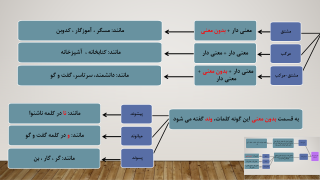 مشتق
معنی دار + بدون معنی
مانند: مسگر ، آموزگار ، کدوین
مرکب
معنی دار + معنی دار
مانند: کتابخانه ، آشپزخانه
مشتق مرکب
معنی دار + بدون معنی +
معنی دار
مانند: دانشمند، سرتاسر، گفت و گو
به قسمت بدون معنی این گونه کلمات، وند گفته می شود.
پیشوند
مانند: نا در کلمه ناشنوا
میانوند
مانند: و در کلمه گفت و گو
پسوند
مانند: گر ، گار ، ین